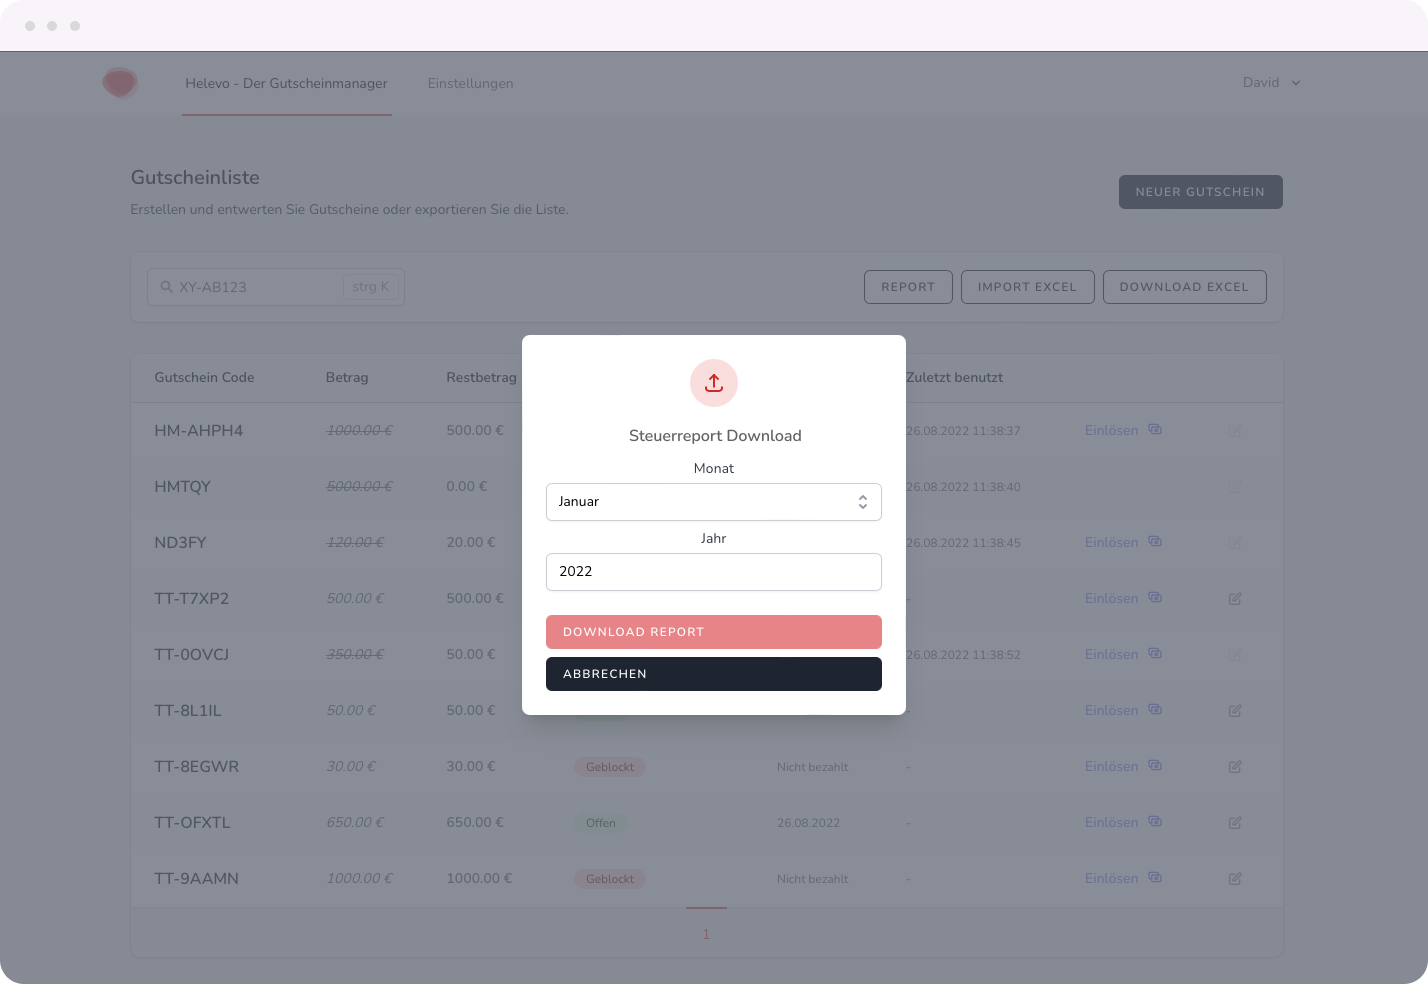 Helevo - Der Gutscheinmanager Einstellungen David
Gutscheinliste
Erstellen und entwerten Sie Gutscheine oder exportieren Sie die Liste.
NEUER GUTSCHEIN
XY-AB123 strg K REPORT IMPORT EXCEL DOWNLOAD EXCEL
Gutschein Code Betrag Restbetrag Zuletzt benutzt
HM-AHPH4 1000.00 € 500.00 € 26.08.2022 11:38:37 Einlösen
HMTQY 5000.00 € 0.00 € 26.08.2022 11:38:40
ND3FY 120.00 € 20.00 € 26.08.2022 11:38:45 Einlösen
TT-T7XP2 500.00 € 500.00 € - Einlösen
TT-0OVCJ 350.00 € 50.00 € 26.08.2022 11:38:52 Einlösen
TT-8L1IL 50.00 € 50.00 € - Einlösen
TT-8EGWR 30.00 € 30.00 € Geblockt Nicht bezahlt - Einlösen
TT-OFXTL 650.00 € 650.00 € Offen 26.08.2022 - Einlösen
TT-9AAMN 1000.00 € 1000.00 € Geblockt Nicht bezahlt - Einlösen
1
Steuerreport Download
Monat
Januar
Jahr
2022
DOWNLOAD REPORT
ABBRECHEN